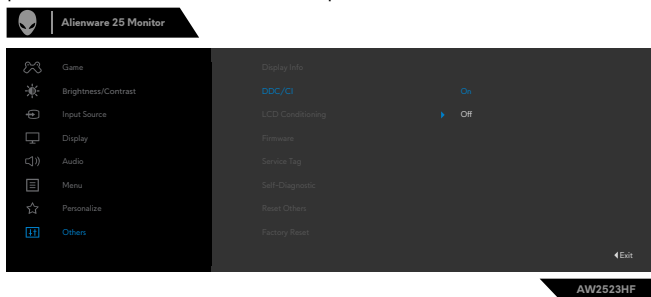 Alienware 25 Monitor
Game
Display Info
Brightness/Contrast
DDC/CI
On
Input Source
LCD Conditioning
Off
Display
Firmware
Audio
Service Tag
Menu
Self-Diagnostic
Personalize
Reset Others
Others
Factory Reset
Exit
AW2523HF